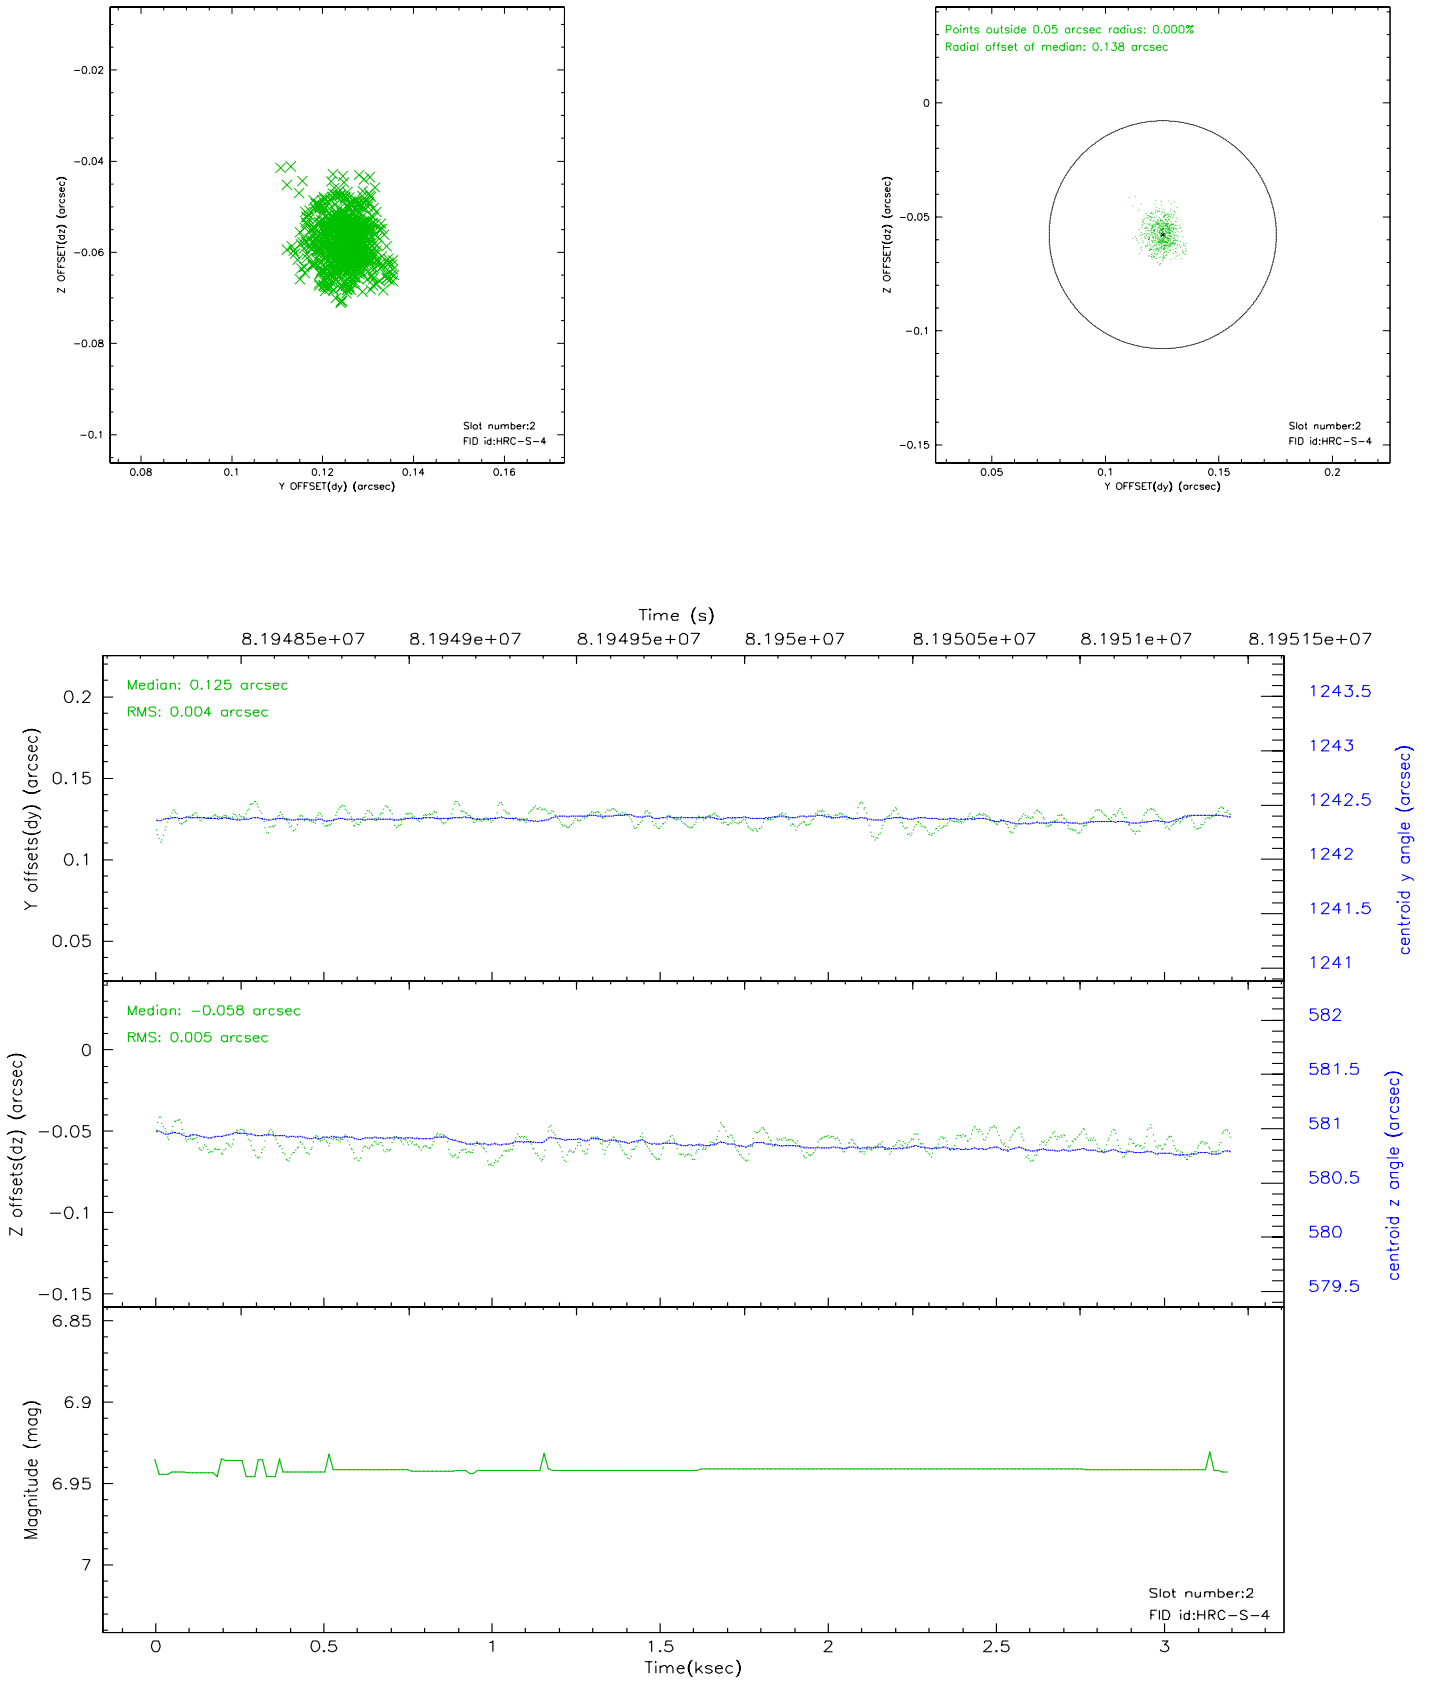 −0.02
−0.04
−0.06
−0.08
−0.1
Z OFFSET(dz) (arcsec)
Slot number:2
FID id:HRC−S−4
0.08 0.1 0.12 0.14 0.16
Y OFFSET(dy) (arcsec)
Points outside 0.05 arcsec radius: 0.000%
Radial offset of median: 0.138 arcsec
0
−0.05
−0.1
−0.15
Z OFFSET(dz) (arcsec)
Slot number:2
FID id:HRC−S−4
0.05 0.1 0.15 0.2
Y OFFSET(dy) (arcsec)
Time (s)
8.19485e+07 8.1949e+07 8.19495e+07 8.195e+07 8.19505e+07 8.1951e+07 8.19515e+07
Median: 0.125 arcsec
RMS: 0.004 arcsec
0.2
0.15
0.1
0.05
Y offsets(dy) (arcsec)
1243.5
1243
1242.5
1242
1241.5
1241
centroid y angle (arcsec)
Median: −0.058 arcsec
RMS: 0.005 arcsec
0
−0.05
−0.1
−0.15
Z offsets(dz) (arcsec)
582
581.5
581
580.5
580
579.5
centroid z angle (arcsec)
6.85
6.9
6.95
7
Magnitude (mag)
Slot number:2
FID id:HRC−S−4
0 0.5 1 1.5 2 2.5 3
Time(ksec)